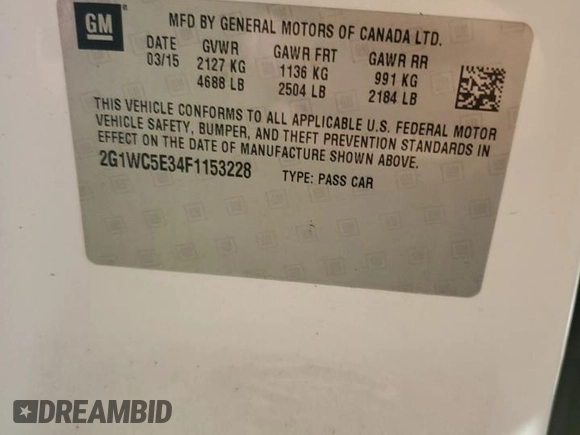 GM
MFD BY GENERAL MOTORS OF CANADA LTD.
DATE GVWR GAWR FRT GAWR RR
03/15 2127 KG 1136 KG 991 KG
4688 LB 2504 LB 2184 LB
THIS VEHICLE CONFORMS TO ALL APPLICABLE U.S. FEDERAL MOTOR
VEHICLE SAFETY, BUMPER, AND THEFT PREVENTION STANDARDS IN
EFFECT ON THE DATE OF MANUFACTURE SHOWN ABOVE.
2G1WC5E34F1153228 TYPE: PASS CAR
DREAMBID